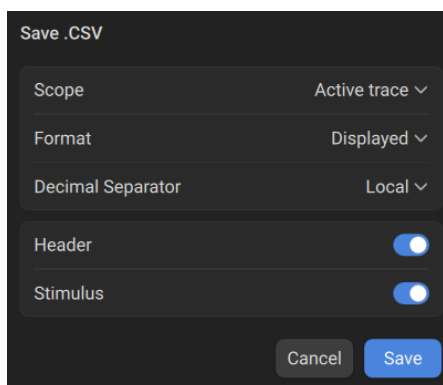 Save .CSV
Scope Active trace
Format Displayed
Decimal Separator Local
Header
Stimulus
Cancel Save